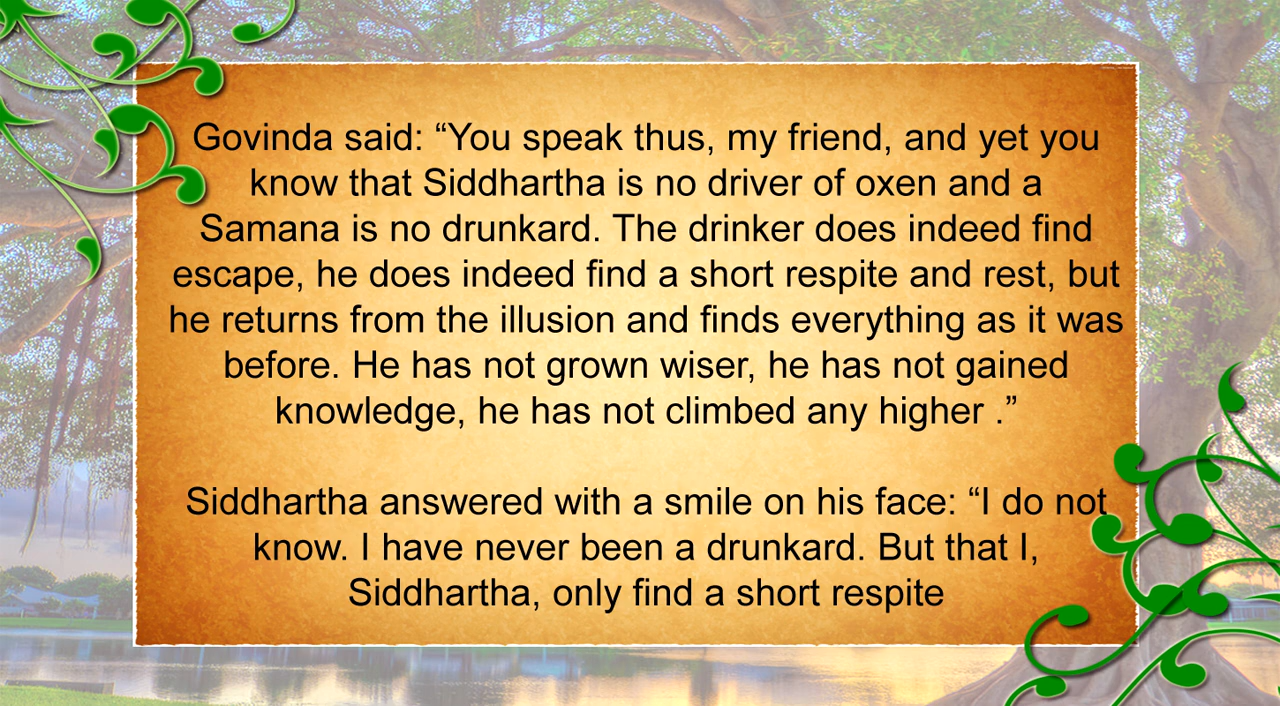 Govinda said: “You speak thus, my friend, and yet you
know that Siddhartha is no driver of oxen and a
Samana is no drunkard. The drinker does indeed find
escape, he does indeed find a short respite and rest, but
he returns from the illusion and finds everything as it was
before. He has not grown wiser, he has not gained
knowledge, he has not climbed any higher .”
Siddhartha answered with a smile on his face: “I do not
know. I have never been a drunkard. But that I,
Siddhartha, only find a short respite